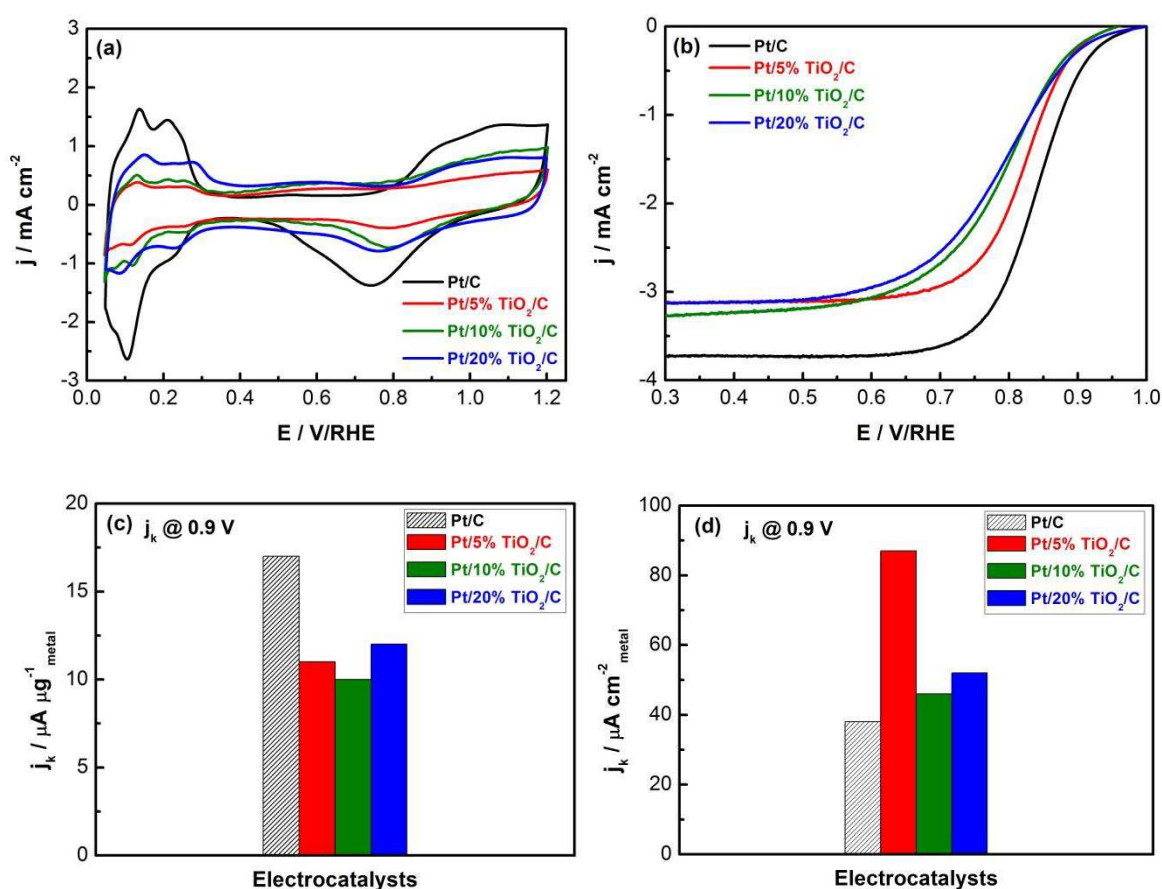 (a)
3
2
1
0
-1
-2
-3
j / mA cm⁻²
0.0 0.2 0.4 0.6 0.8 1.0 1.2
E / V/RHE
Pt/C
Pt/5% TiO₂/C
Pt/10% TiO₂/C
Pt/20% TiO₂/C
(b)
0
-1
-2
-3
-4
j / mA cm⁻²
0.3 0.4 0.5 0.6 0.7 0.8 0.9 1.0
E / V/RHE
Pt/C
Pt/5% TiO₂/C
Pt/10% TiO₂/C
Pt/20% TiO₂/C
(c) jₖ @ 0.9 V
20
15
10
5
0
jₖ / μA μg⁻¹ metal
Electrocatalysts
Pt/C
Pt/5% TiO₂/C
Pt/10% TiO₂/C
Pt/20% TiO₂/C
(d) jₖ @ 0.9 V
100
80
60
40
20
0
jₖ / μA cm⁻² metal
Electrocatalysts
Pt/C
Pt/5% TiO₂/C
Pt/10% TiO₂/C
Pt/20% TiO₂/C